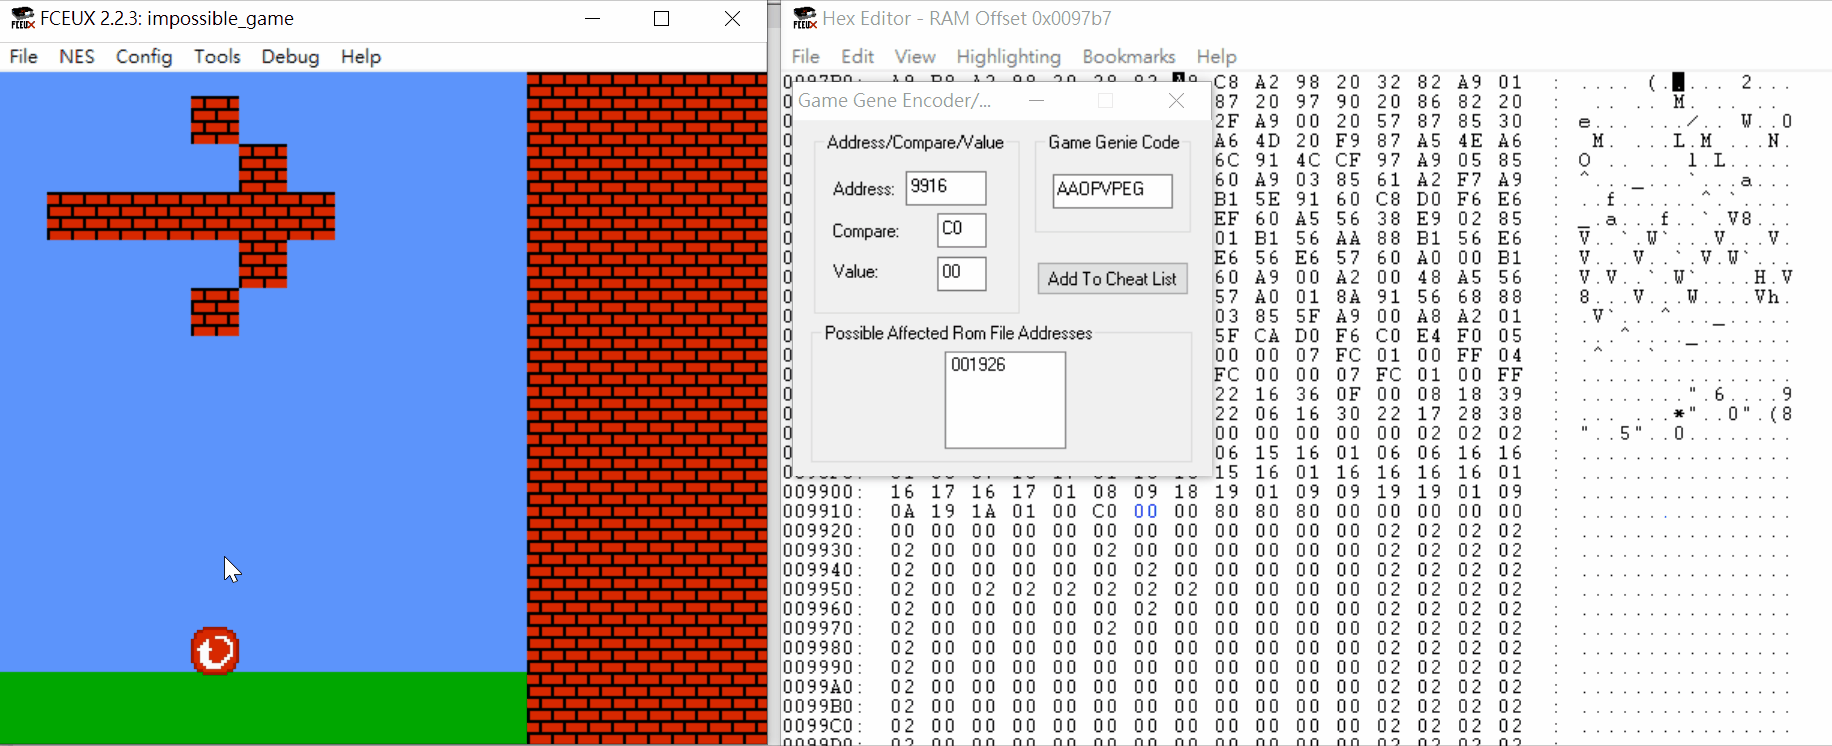 FCEUX 2.2.3: impossible_game
File NES Config Tools Debug Help
Hex Editor - RAM Offset 0x0097b7
File Edit View Highlighting Bookmarks Help
Game Gene Encoder/...
Address/Compare/Value
Address: 9916
Compare: C0
Value: 00
Game Genie Code
AAOPVPEG
Add To Cheat List
Possible Affected Rom File Addresses
001926
0097B0: A9 B8 A2 98 20 28 82 A9 C8 A2 98 20 32 82 A9 01 : ....(....2...
87 20 97 90 20 86 82 20
2F A9 00 20 57 87 85 30
A6 4D 20 F9 87 A5 4E A6
6C 91 4C CF 97 A9 05 85
60 A9 03 85 61 A2 F7 A9
B1 5E 91 60 C8 D0 F6 E6
EF 60 A5 56 38 E9 02 85
01 B1 56 AA 88 B1 56 E6
E6 56 E6 57 60 A0 00 B1
60 A9 00 A2 00 48 A5 56
57 A0 01 8A 91 56 68 88
03 85 5F A9 00 A8 A2 01
5F CA D0 F6 C0 E4 F0 05
00 00 07 FC 01 00 FF 04
FC 00 00 07 FC 01 00 FF
22 16 36 0F 00 08 18 39
22 06 16 30 22 17 28 38
00 00 00 00 00 02 02 02
06 15 16 01 06 06 16 16
15 16 01 16 16 16 16 01
009900: 16 17 16 17 01 08 09 18 19 01 09 09 19 19 01 09 : ................
009910: 0A 19 1A 01 00 C0 00 00 80 80 80 00 00 00 00 00 : ................
009920: 00 00 00 00 00 00 00 00 00 00 00 00 00 02 02 02 : ................
009930: 02 00 00 00 00 02 00 00 00 00 00 00 00 02 02 02 : ................
009940: 02 00 00 00 00 00 02 00 00 00 00 00 00 02 02 02 : ................
009950: 02 00 02 02 02 02 02 02 00 00 00 00 00 02 02 02 : ................
009960: 02 00 00 00 00 00 02 00 00 00 00 00 00 02 02 02 : ................
009970: 02 00 00 00 00 02 00 00 00 00 00 00 00 02 02 02 : ................
009980: 02 00 00 00 00 00 00 00 00 00 00 00 00 02 02 02 : ................
009990: 02 00 00 00 00 00 00 00 00 00 00 00 00 02 02 02 : ................
0099A0: 02 00 00 00 00 00 00 00 00 00 00 00 00 02 02 02 : ................
0099B0: 02 00 00 00 00 00 00 00 00 00 00 00 00 02 02 02 : ................
0099C0: 02 00 00 00 00 00 00 00 00 00 00 00 00 02 02 02 : ................